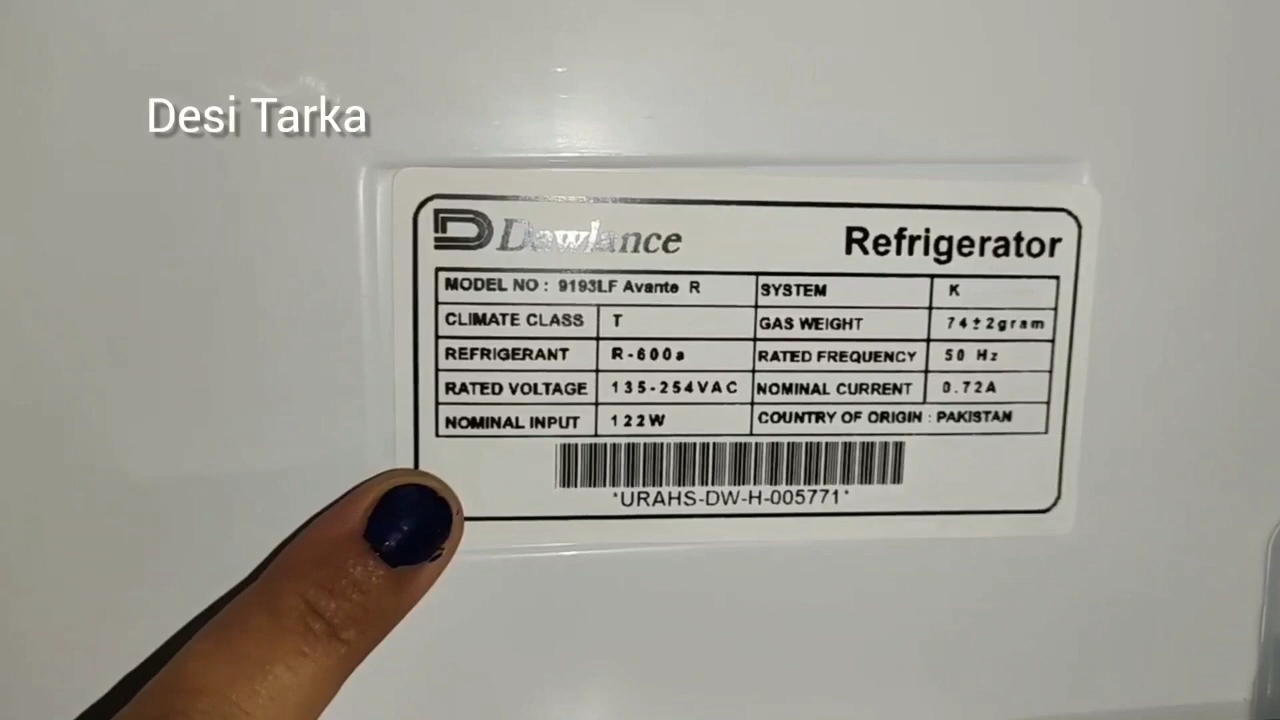 Desi Tarka
Dawlance
Refrigerator
MODEL NO : 9193LF Avante R
SYSTEM
K
CLIMATE CLASS
T
GAS WEIGHT
74±2gram
REFRIGERANT
R-600a
RATED FREQUENCY
50 Hz
RATED VOLTAGE
135-254VAC
NOMINAL CURRENT
0.72A
NOMINAL INPUT
122W
COUNTRY OF ORIGIN : PAKISTAN
*URAHS-DW-H-005771*